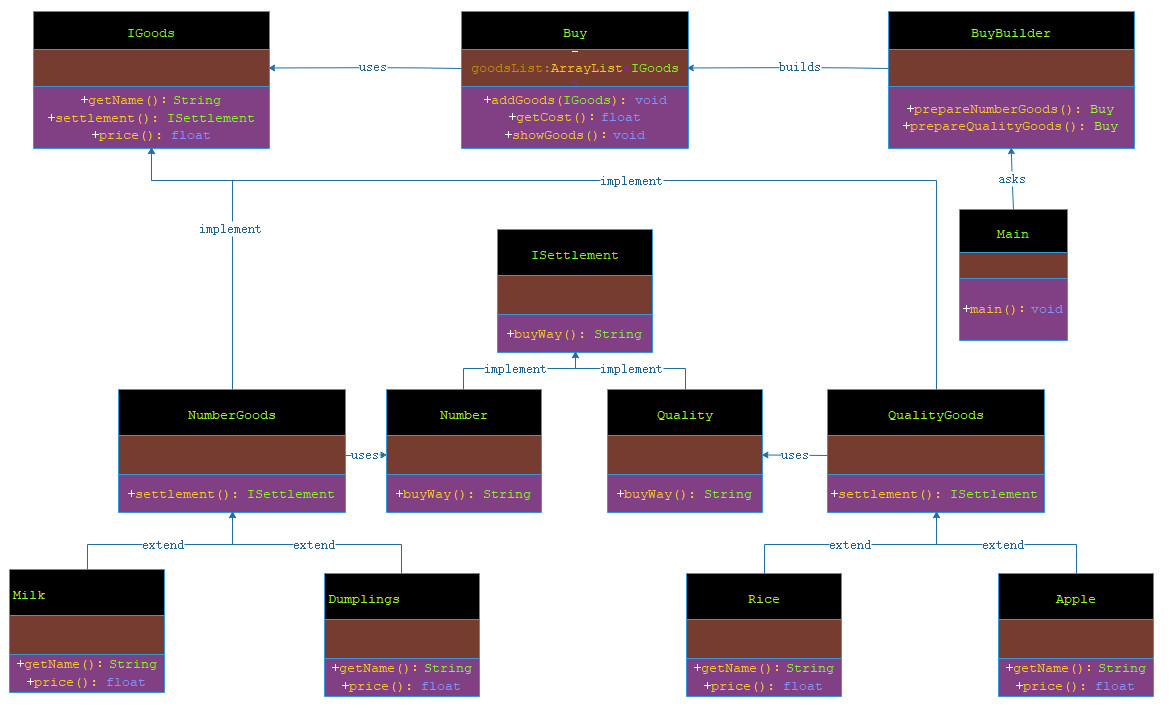 IGoods
+getName(): String
+settlement(): ISettlement
+price(): float
uses
Buy
-
goodsList:ArrayList IGoods
+addGoods(IGoods): void
+getCost(): float
+showGoods(): void
builds
BuyBuilder
+prepareNumberGoods(): Buy
+prepareQualityGoods(): Buy
asks
implement
implement
Main
+main(): void
ISettlement
+buyWay(): String
implement
implement
NumberGoods
+settlement(): ISettlement
uses
Number
+buyWay(): String
Quality
+buyWay(): String
uses
QualityGoods
+settlement(): ISettlement
extend
extend
extend
extend
Milk
+getName(): String
+price(): float
Dumplings
+getName(): String
+price(): float
Rice
+getName(): String
+price(): float
Apple
+getName(): String
+price(): float